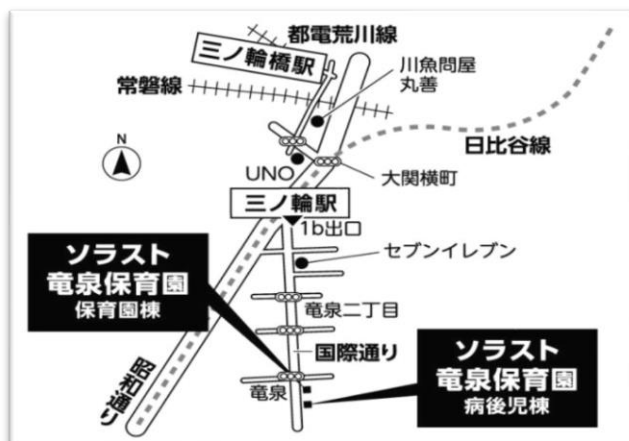 都電荒川線
三ノ輪橋駅
川魚問屋
丸善
常磐線
N
日比谷線
UNO
大関横町
三ノ輪駅
1b出口
セブンイレブン
ソラスト
竜泉保育園
保育園棟
竜泉二丁目
国際通り
ソラスト
竜泉保育園
病後児棟
竜泉
昭和通り